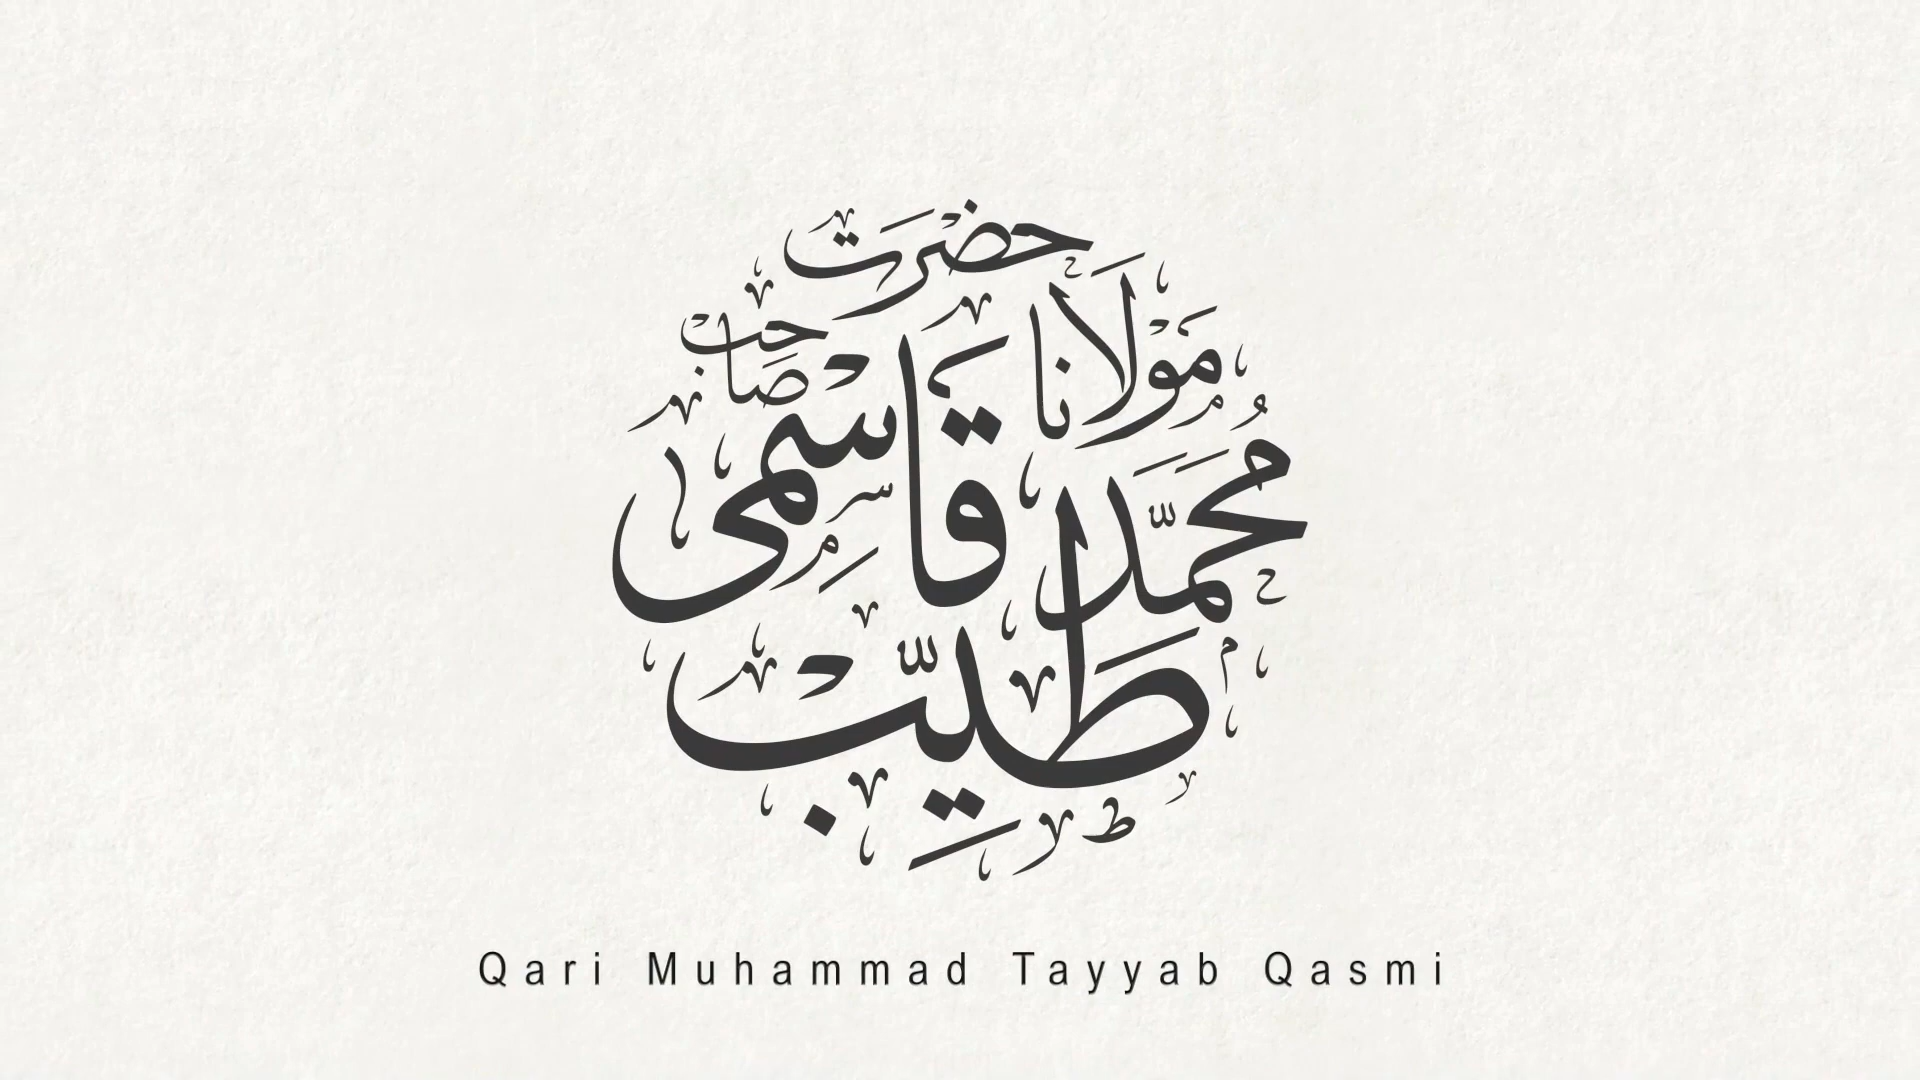 حضرت
مولانا
محمد
طیب
قاسمی
صاحب
Qari Muhammad Tayyab Qasmi